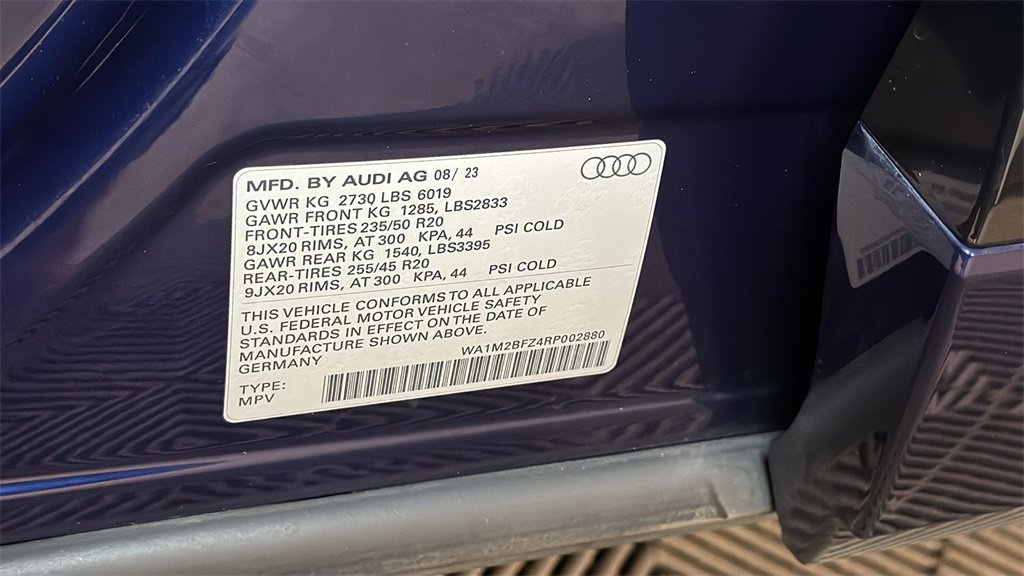 MFD. BY AUDI AG 08/ 23
GVWR KG 2730 LBS 6019
GAWR FRONT KG 1285, LBS2833
FRONT-TIRES 235/50 R20
8JX20 RIMS, AT 300 KPA, 44 PSI COLD
GAWR REAR KG 1540, LBS3395
REAR-TIRES 255/45 R20
9JX20 RIMS, AT 300 KPA, 44 PSI COLD
THIS VEHICLE CONFORMS TO ALL APPLICABLE
U.S. FEDERAL MOTOR VEHICLE SAFETY
STANDARDS IN EFFECT ON THE DATE OF
MANUFACTURE SHOWN ABOVE.
GERMANY
WA1M2BFZ4RP002880
TYPE:
MPV